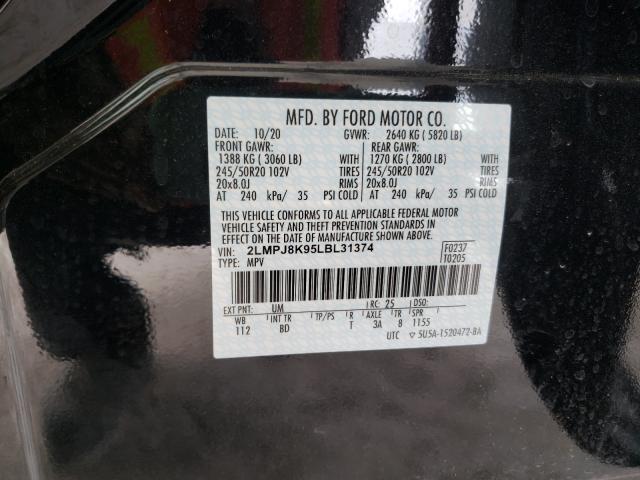 MFD. BY FORD MOTOR CO.
DATE: 10/20 GVWR: 2640 KG ( 5820 LB)
FRONT GAWR: REAR GAWR:
1388 KG ( 3060 LB) WITH 1270 KG ( 2800 LB) WITH
245/50R20 102V TIRES 245/50R20 102V TIRES
20x8.0J RIMS 20x8.0J RIMS
AT 240 kPa/ 35 PSI COLD AT 240 kPa/ 35 PSI COLD
THIS VEHICLE CONFORMS TO ALL APPLICABLE FEDERAL MOTOR
VEHICLE SAFETY AND THEFT PREVENTION STANDARDS IN
EFFECT ON THE DATE OF MANUFACTURE SHOWN ABOVE.
VIN: 2LMPJ8K95LBL31374 F0237
TYPE: MPV T0205
EXT PNT: UM RC: 25 DSO:
WB INT TR TP/PS R AXLE TR SPR
112 BD T 3A 8 1155
UTC ▽ 5U5A-1520472-BA